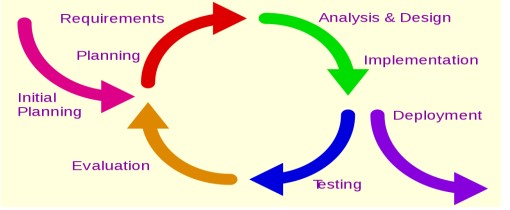 Requirements
Analysis & Design
Planning
Implementation
Initial
Planning
Deployment
Evaluation
Testing